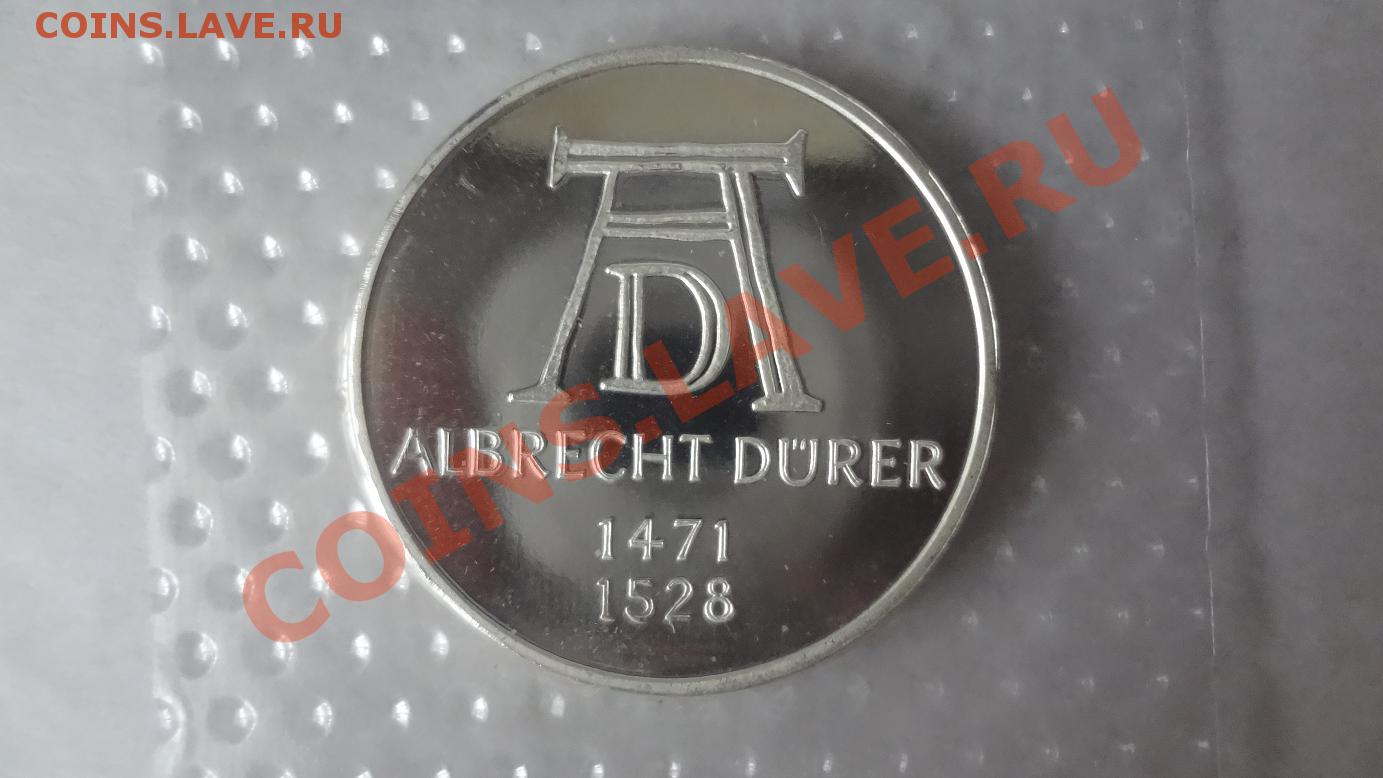 COINS.LAVE.RU
AD
ALBRECHT DÜRER
1471
1528
COINS.LAVE.RU